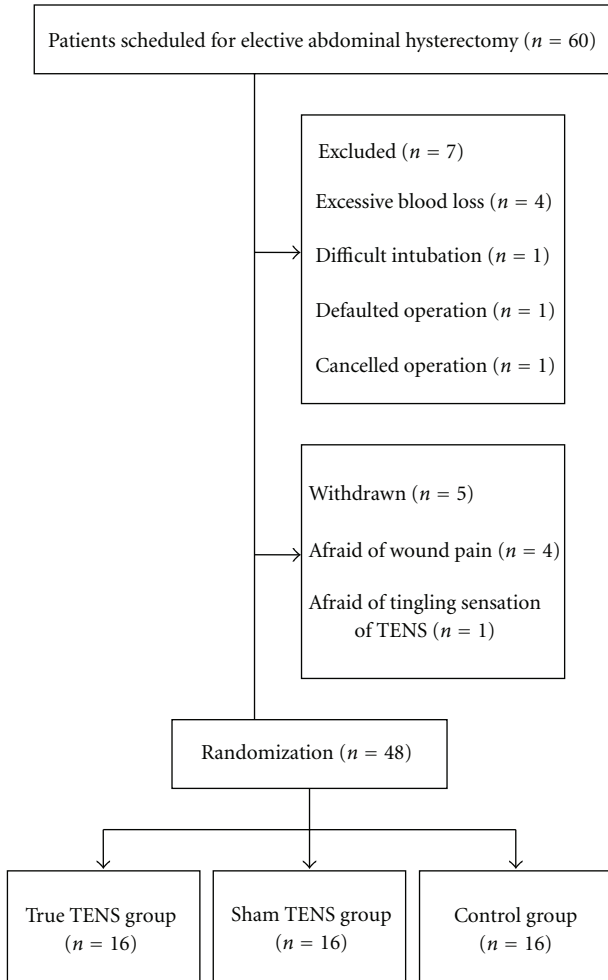 Patients scheduled for elective abdominal hysterectomy (n = 60)
Excluded (n = 7)
Excessive blood loss (n = 4)
Difficult intubation (n = 1)
Defaulted operation (n = 1)
Cancelled operation (n = 1)
Withdrawn (n = 5)
Afraid of wound pain (n = 4)
Afraid of tingling sensation
of TENS (n = 1)
Randomization (n = 48)
True TENS group
(n = 16)
Sham TENS group
(n = 16)
Control group
(n = 16)